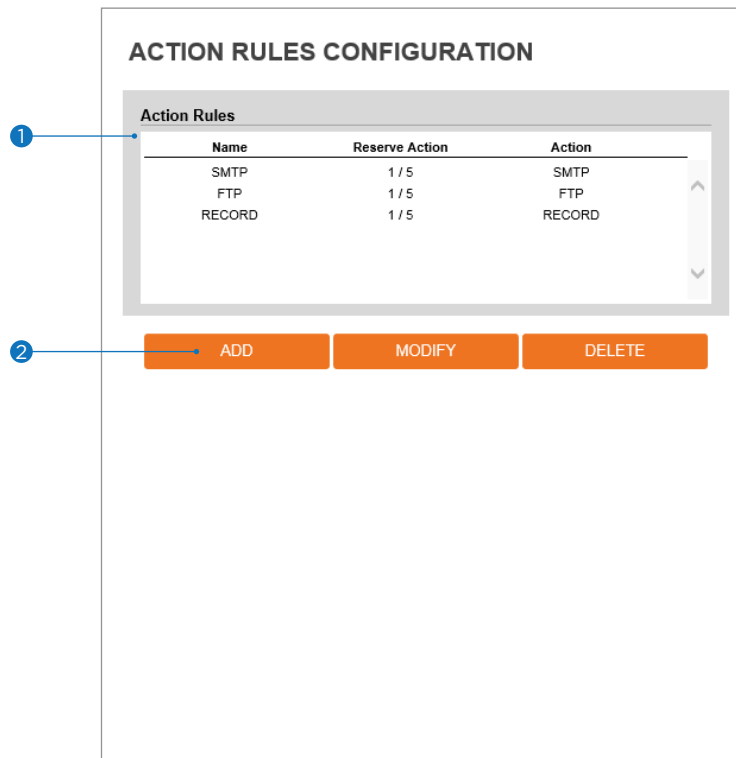 ACTION RULES CONFIGURATION
Action Rules
1
Name Reserve Action Action
SMTP 1 / 5 SMTP
FTP 1 / 5 FTP
RECORD 1 / 5 RECORD
2
ADD MODIFY DELETE